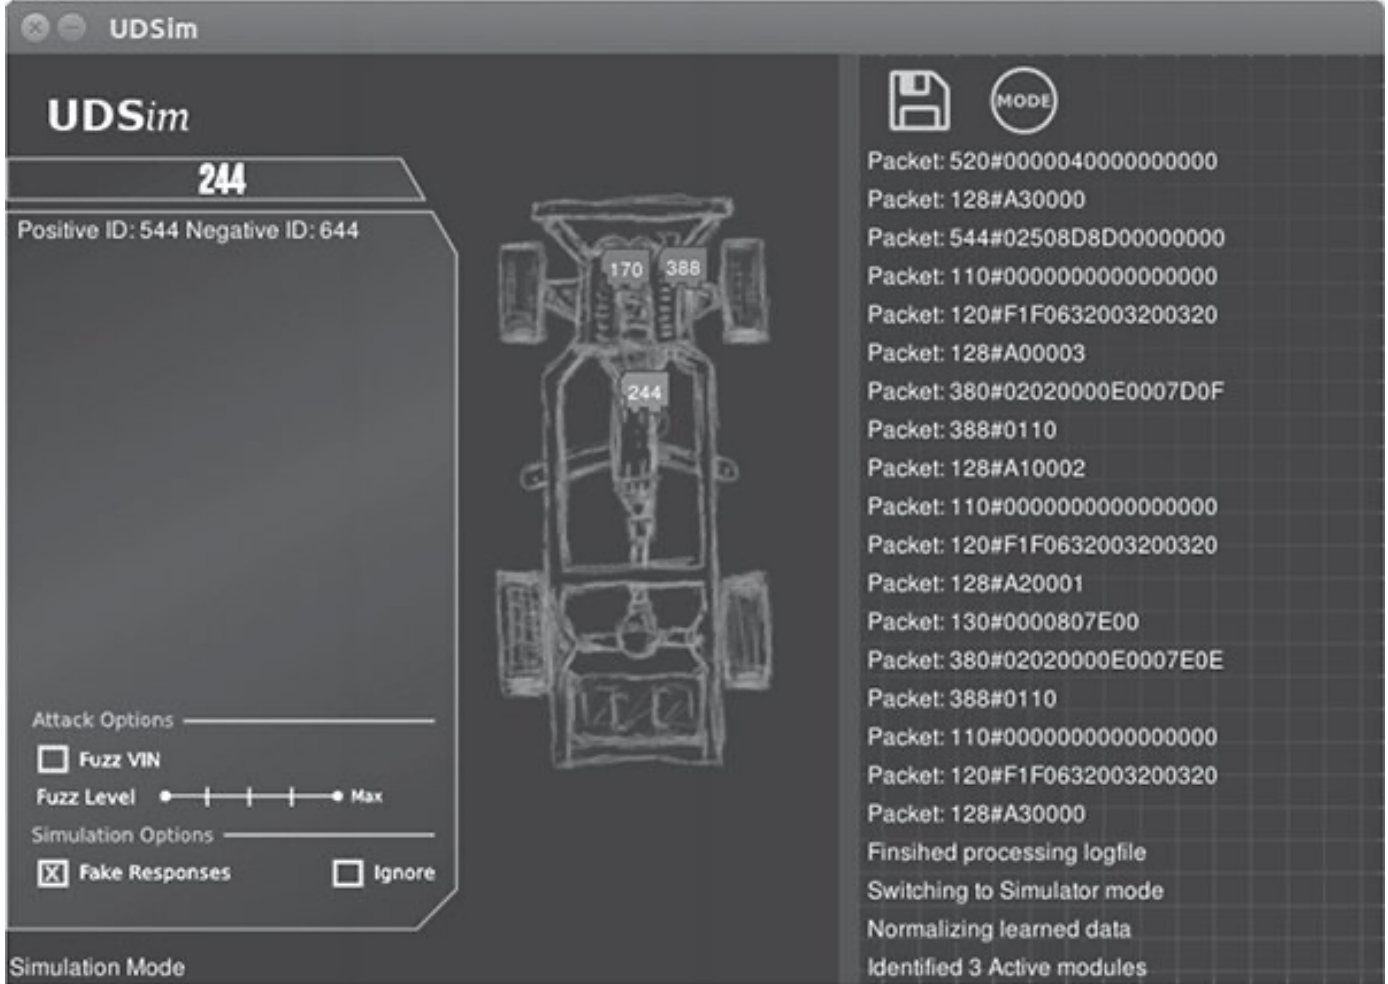 UDSim
UDSim
244
Positive ID: 544 Negative ID: 644
170
388
244
Attack Options
Fuzz VIN
Fuzz Level Max
Simulation Options
X Fake Responses Ignore
Simulation Mode
MODE
Packet: 520#0000040000000000
Packet: 128#A30000
Packet: 544#02508D8D00000000
Packet: 110#0000000000000000
Packet: 120#F1F0632003200320
Packet: 128#A00003
Packet: 380#02020000E0007D0F
Packet: 388#0110
Packet: 128#A10002
Packet: 110#0000000000000000
Packet: 120#F1F0632003200320
Packet: 128#A20001
Packet: 130#0000807E00
Packet: 380#02020000E0007E0E
Packet: 388#0110
Packet: 110#0000000000000000
Packet: 120#F1F0632003200320
Packet: 128#A30000
Finsihed processing logfile
Switching to Simulator mode
Normalizing learned data
Identified 3 Active modules